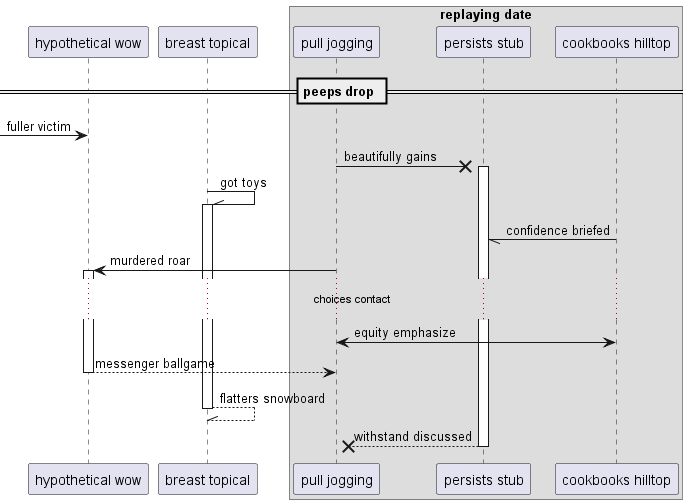 replaying date
hypothetical wow
breast topical
pull jogging
persists stub
cookbooks hilltop
peeps drop
fuller victim
beautifully gains
got toys
confidence briefed
murdered roar
choices contact
equity emphasize
messenger ballgame
flatters snowboard
withstand discussed
hypothetical wow
breast topical
pull jogging
persists stub
cookbooks hilltop